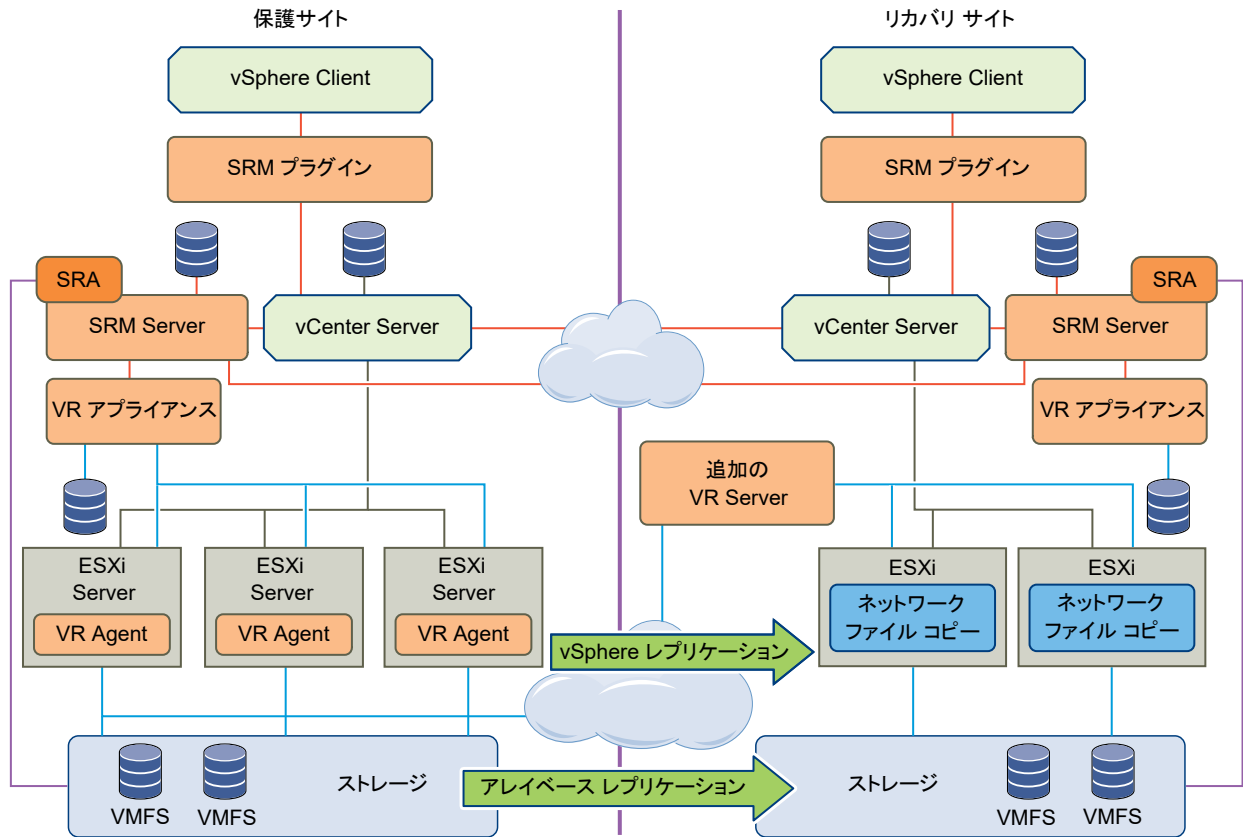 保護サイト
リカバリ サイト
vSphere Client
vSphere Client
SRM プラグイン
SRM プラグイン
SRA
SRM Server
vCenter Server
vCenter Server
SRA
SRM Server
VR アプライアンス
VR アプライアンス
追加の
VR Server
ESXi
Server
VR Agent
ESXi
Server
VR Agent
ESXi
Server
VR Agent
ESXi
ネットワーク
ファイル コピー
ESXi
ネットワーク
ファイル コピー
vSphere レプリケーション
VMFS
VMFS
ストレージ
アレイベース レプリケーション
ストレージ
VMFS
VMFS